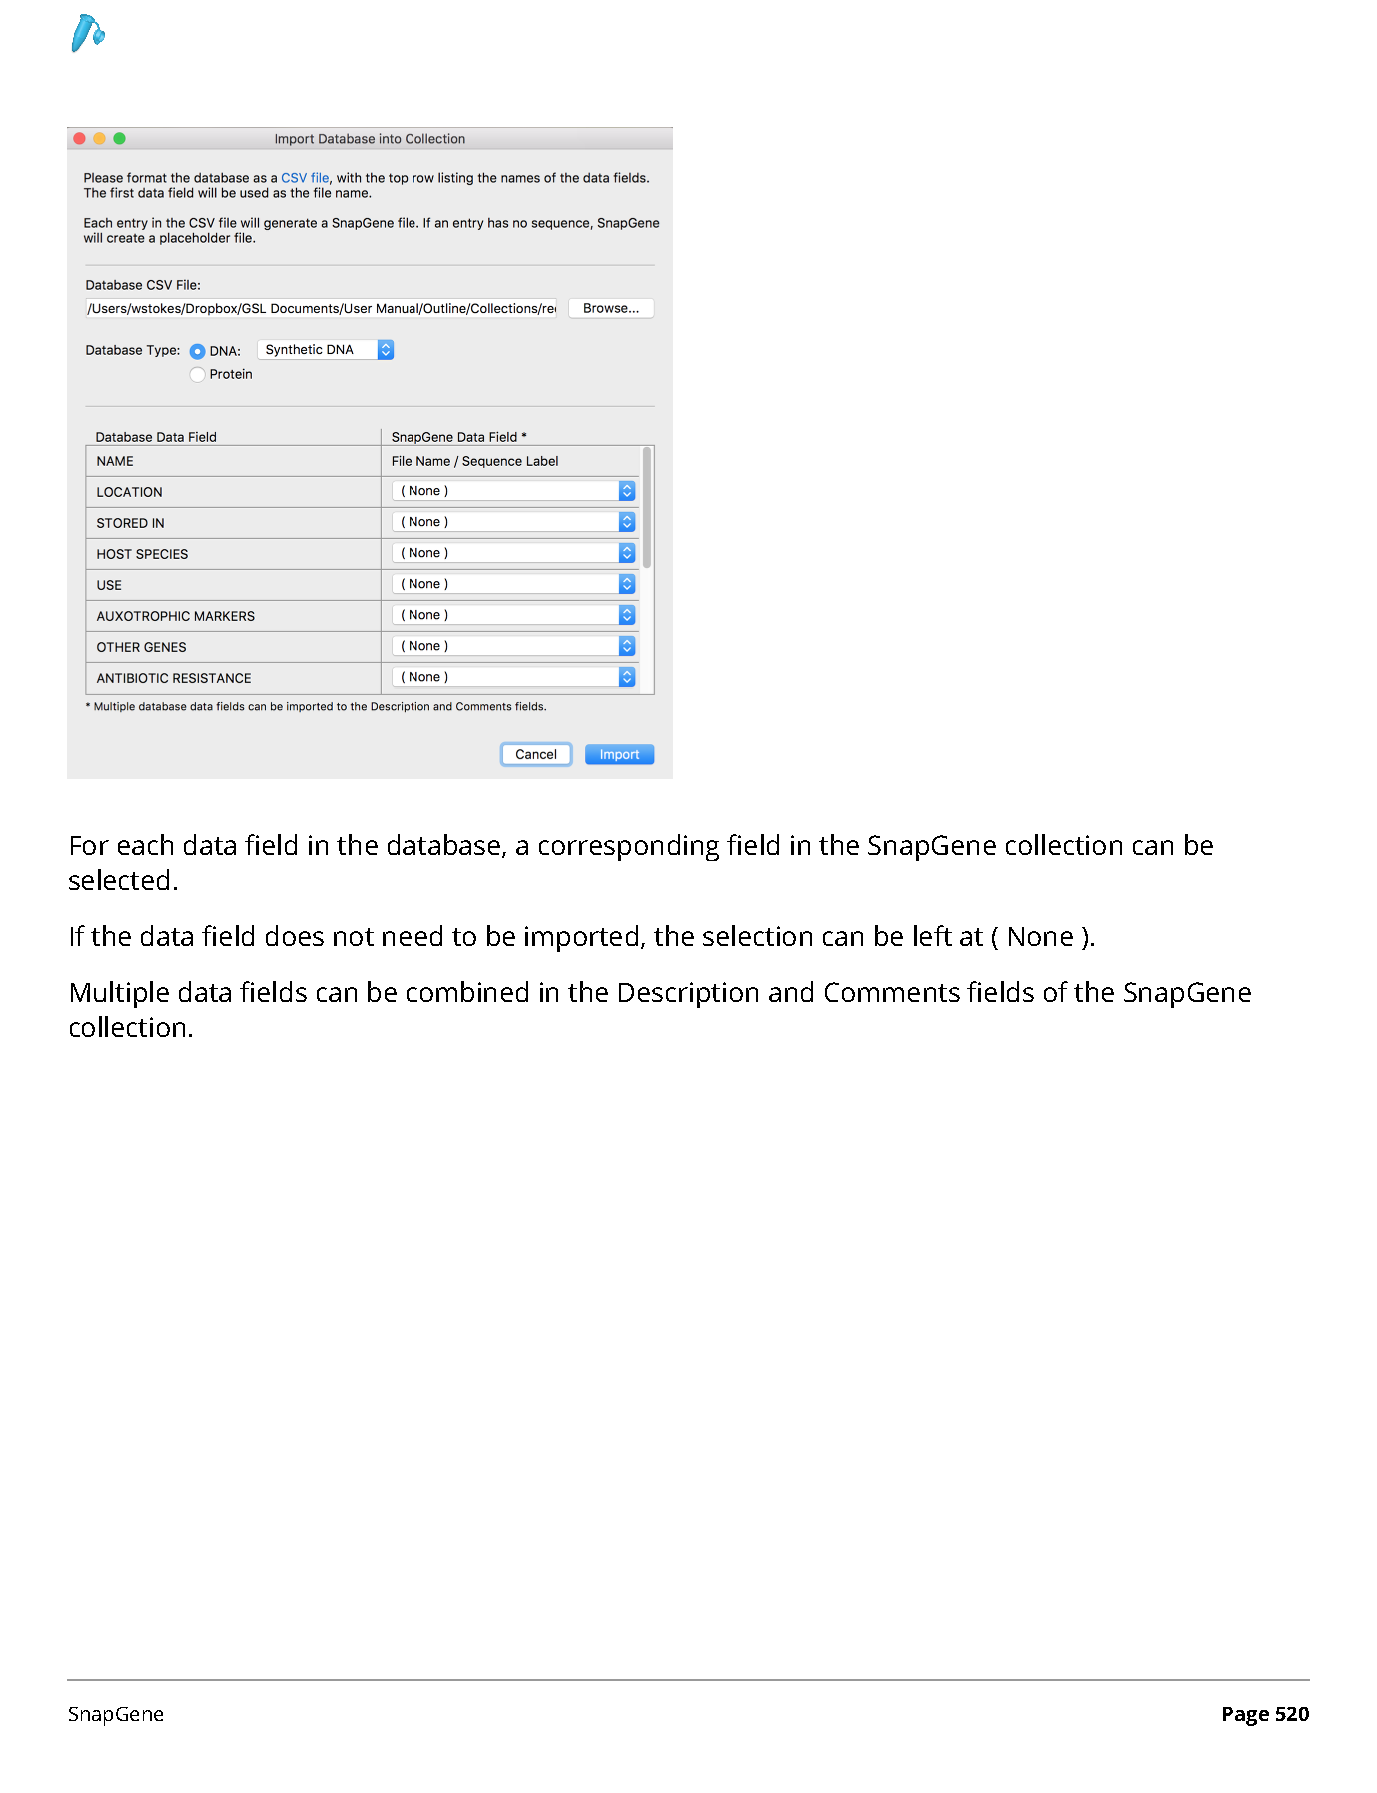 Import Database into Collection
Please format the database as a CSV file, with the top row listing the names of the data fields.
The first data field will be used as the file name.
Each entry in the CSV file will generate a SnapGene file. If an entry has no sequence, SnapGene
will create a placeholder file.
Database CSV File:
/Users/wstokes/Dropbox/GSL Documents/User Manual/Outline/Collections/re Browse...
Database Type: DNA: Synthetic DNA
Protein
Database Data Field SnapGene Data Field *
NAME File Name / Sequence Label
LOCATION ( None )
STORED IN ( None )
HOST SPECIES ( None )
USE ( None )
AUXOTROPHIC MARKERS ( None )
OTHER GENES ( None )
ANTIBIOTIC RESISTANCE ( None )
* Multiple database data fields can be imported to the Description and Comments fields.
Cancel Import
For each data field in the database, a corresponding field in the SnapGene collection can be
selected.
If the data field does not need to be imported, the selection can be left at ( None ).
Multiple data fields can be combined in the Description and Comments fields of the SnapGene
collection.
SnapGene Page 520